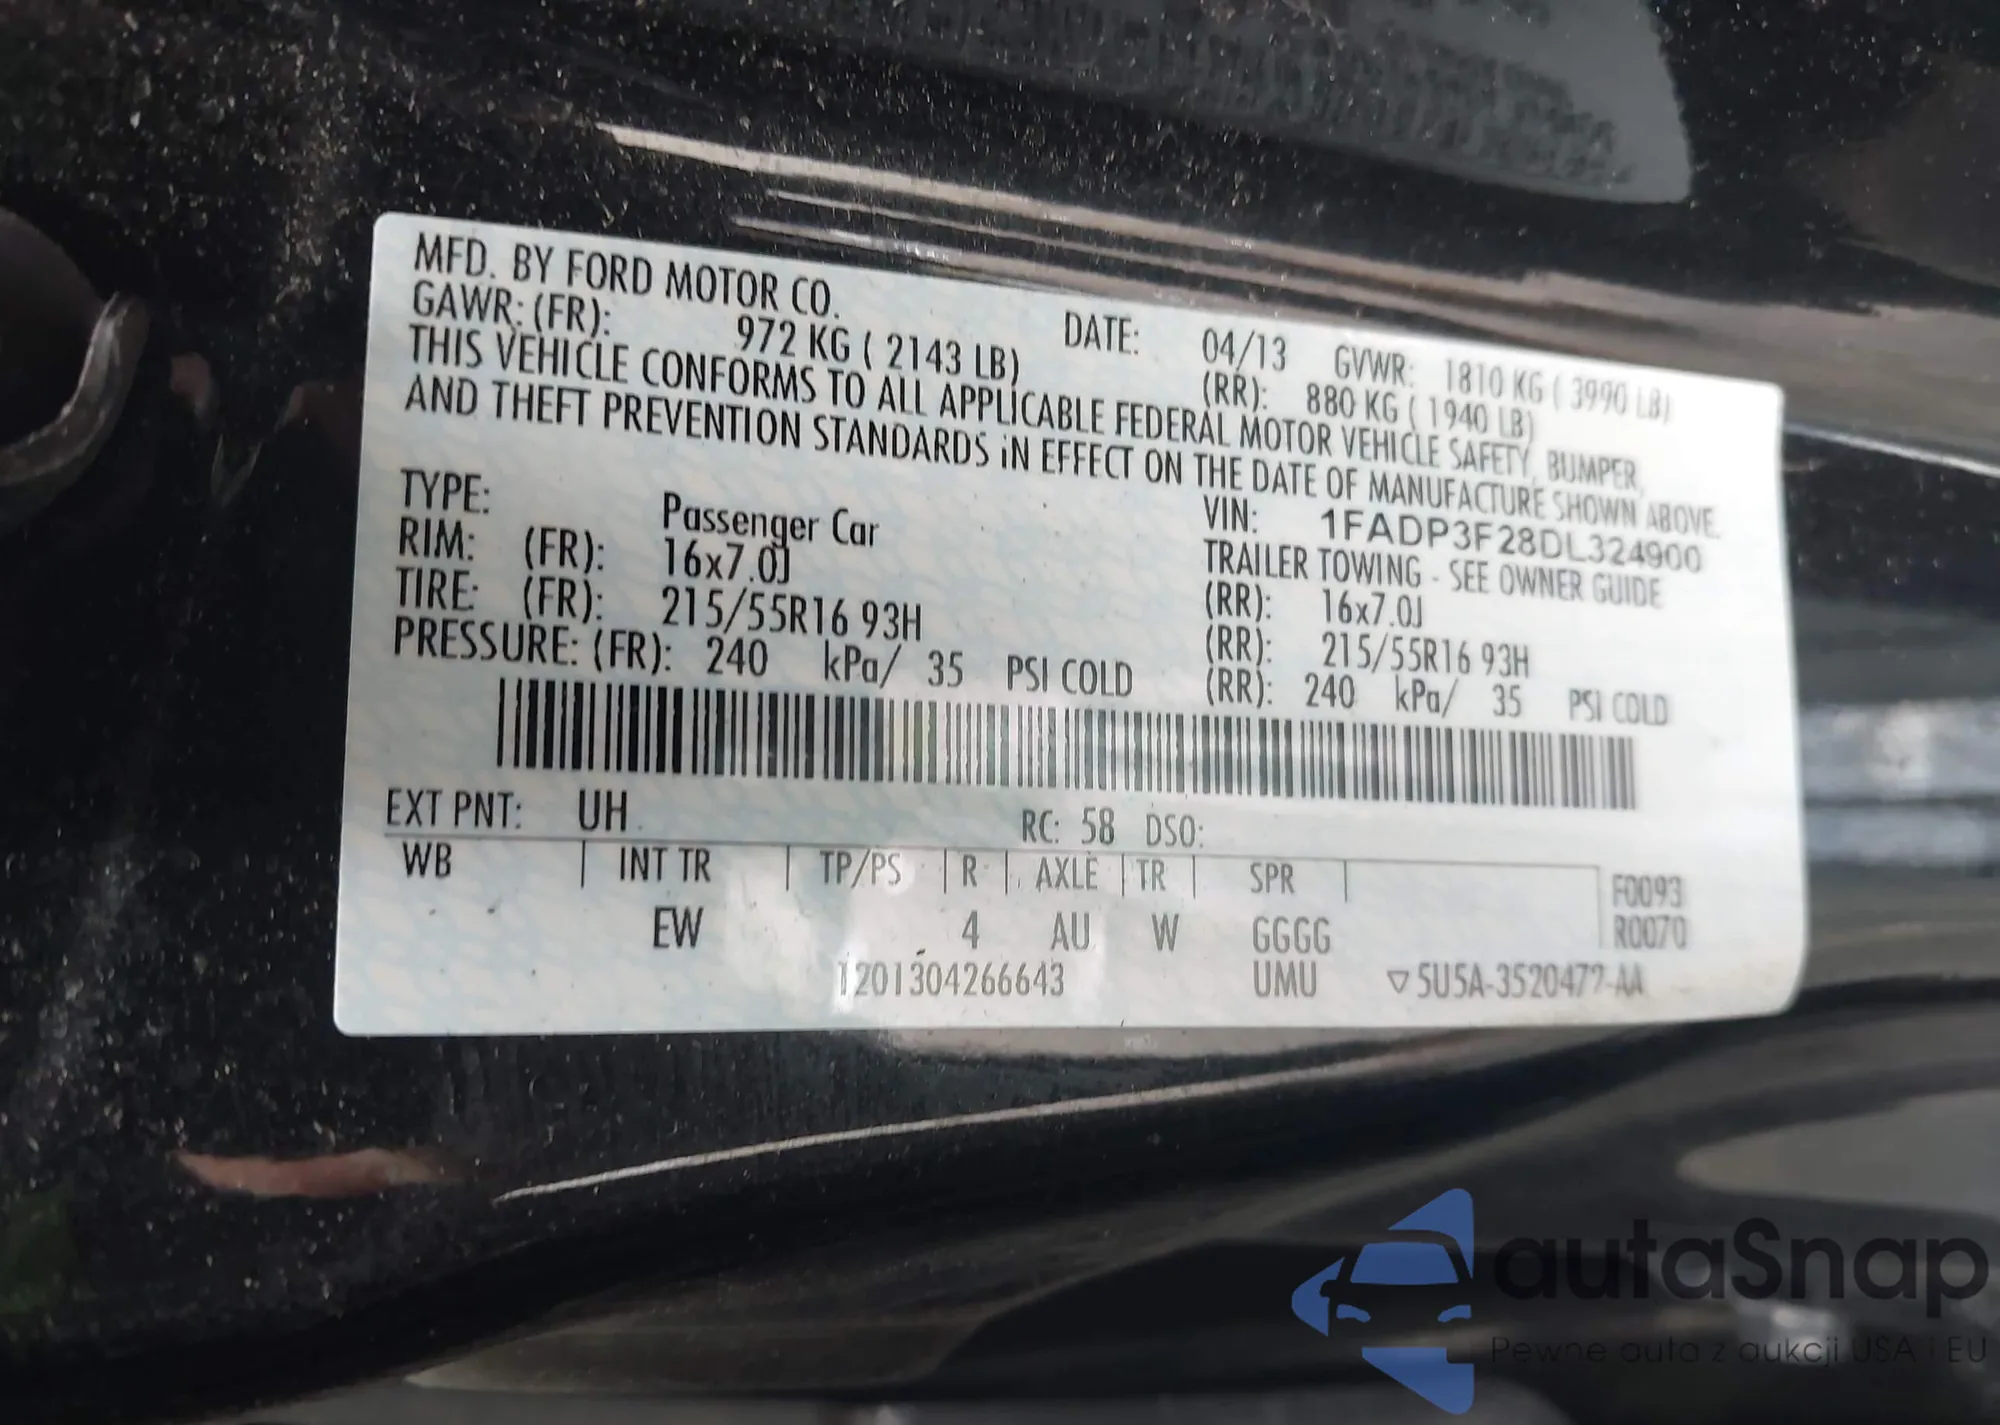 MFD. BY FORD MOTOR CO. DATE: 04/13 GVWR: 1810 KG ( 3990 LB)
GAWR: (FR): 972 KG ( 2143 LB) (RR): 880 KG ( 1940 LB)
THIS VEHICLE CONFORMS TO ALL APPLICABLE FEDERAL MOTOR VEHICLE SAFETY, BUMPER,
AND THEFT PREVENTION STANDARDS iN EFFECT ON THE DATE OF MANUFACTURE SHOWN ABOVE.
VIN: 1FADP3F28DL324900
TYPE: Passenger Car TRAILER TOWING - SEE OWNER GUIDE
RIM: (FR): 16x7.0J (RR): 16x7.0J
TIRE: (FR): 215/55R16 93H (RR): 215/55R16 93H
PRESSURE: (FR): 240 kPa/ 35 PSI COLD (RR): 240 kPa/ 35 PSI COLD
EXT PNT: UH RC: 58 DSO:
WB INT TR TP/PS R AXLE TR SPR F0093
EW 4 AU W GGGG R0070
1201304266643 UMU ▽5U5A-3520472-AA
autaSnap
Pewne auta z aukcji USA i EU